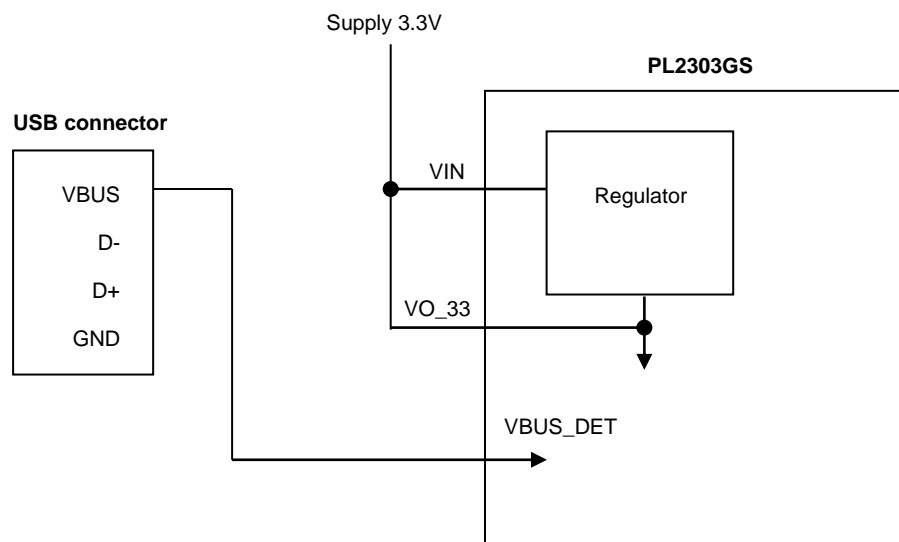 Supply 3.3V
PL2303GS
USB connector
VIN
VBUS
Regulator
D-
D+
VO_33
GND
VBUS_DET